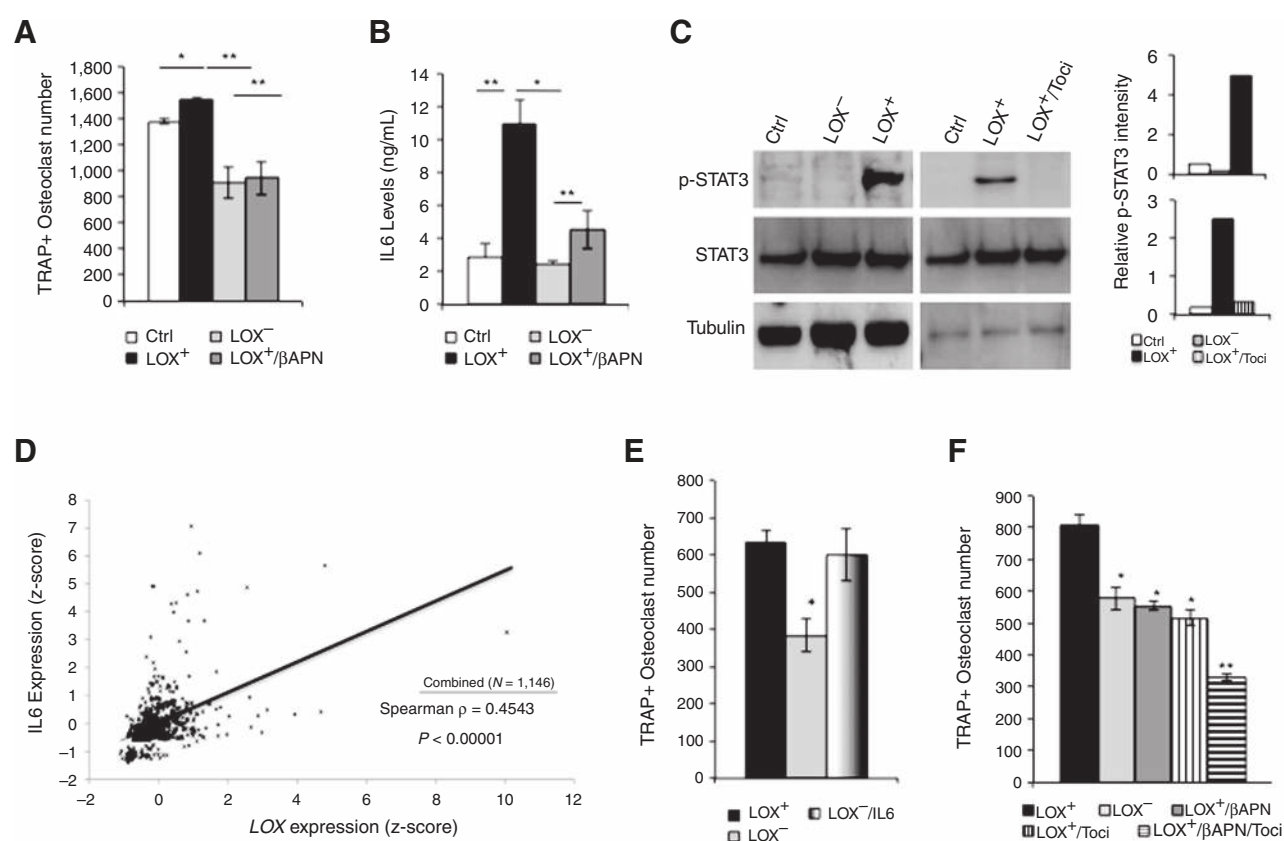 A
TRAP+ Osteoclast number
1,800
1,600
1,400
1,200
1,000
800
600
400
200
0
* ** **
Ctrl LOX−
LOX+ LOX+/βAPN
B
IL6 Levels (ng/mL)
14
12
10
8
6
4
2
0
** * **
Ctrl LOX−
LOX+ LOX+/βAPN
C
Ctrl LOX− LOX+ Ctrl LOX+ LOX+/Toci
p-STAT3
STAT3
Tubulin
Relative p-STAT3 intensity
6
4
2
0
3
2
1
0
Ctrl LOX−
LOX+ LOX+/Toci
D
IL6 Expression (z-score)
8
7
6
5
4
3
2
1
0
−1
−2
Combined (N = 1,146)
Spearman ρ = 0.4543
P < 0.00001
−2 0 2 4 6 8 10 12
LOX expression (z-score)
E
TRAP+ Osteoclast number
800
700
600
500
400
300
200
100
0
*
LOX+ LOX−/IL6
LOX−
F
TRAP+ Osteoclast number
900
800
700
600
500
400
300
200
100
0
* * * **
LOX+ LOX− LOX+/βAPN
LOX+/Toci LOX+/βAPN/Toci